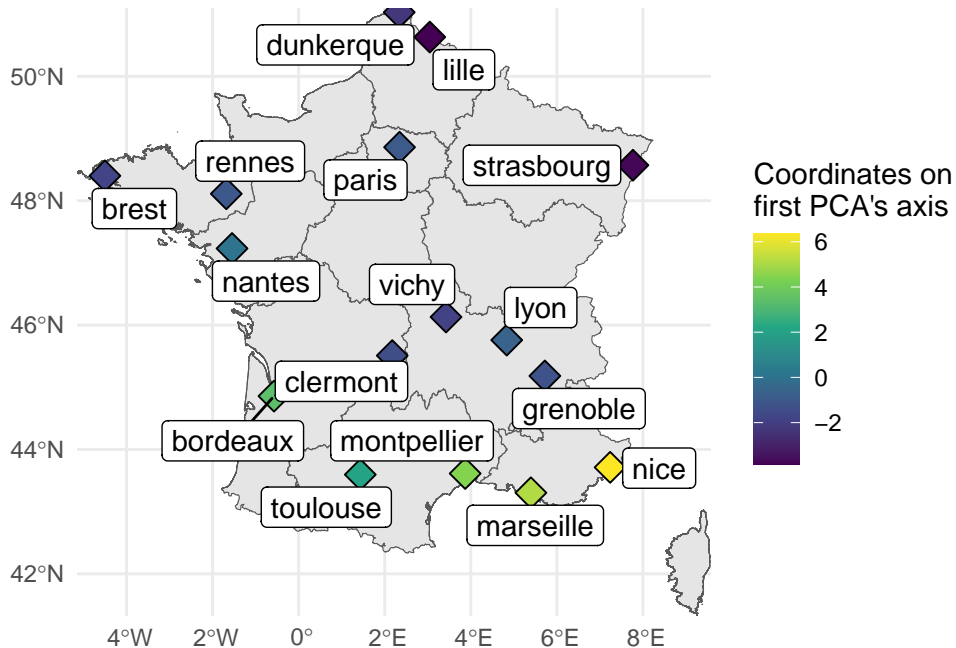 dunkerque
lille
50°N
rennes
paris
strasbourg
brest
48°N
nantes
vichy
lyon
46°N
clermont
grenoble
bordeaux
montpellier
44°N
nice
toulouse
marseille
42°N
4°W
2°W
0°
2°E
4°E
6°E
8°E
Coordinates on
first PCA's axis
6
4
2
0
−2